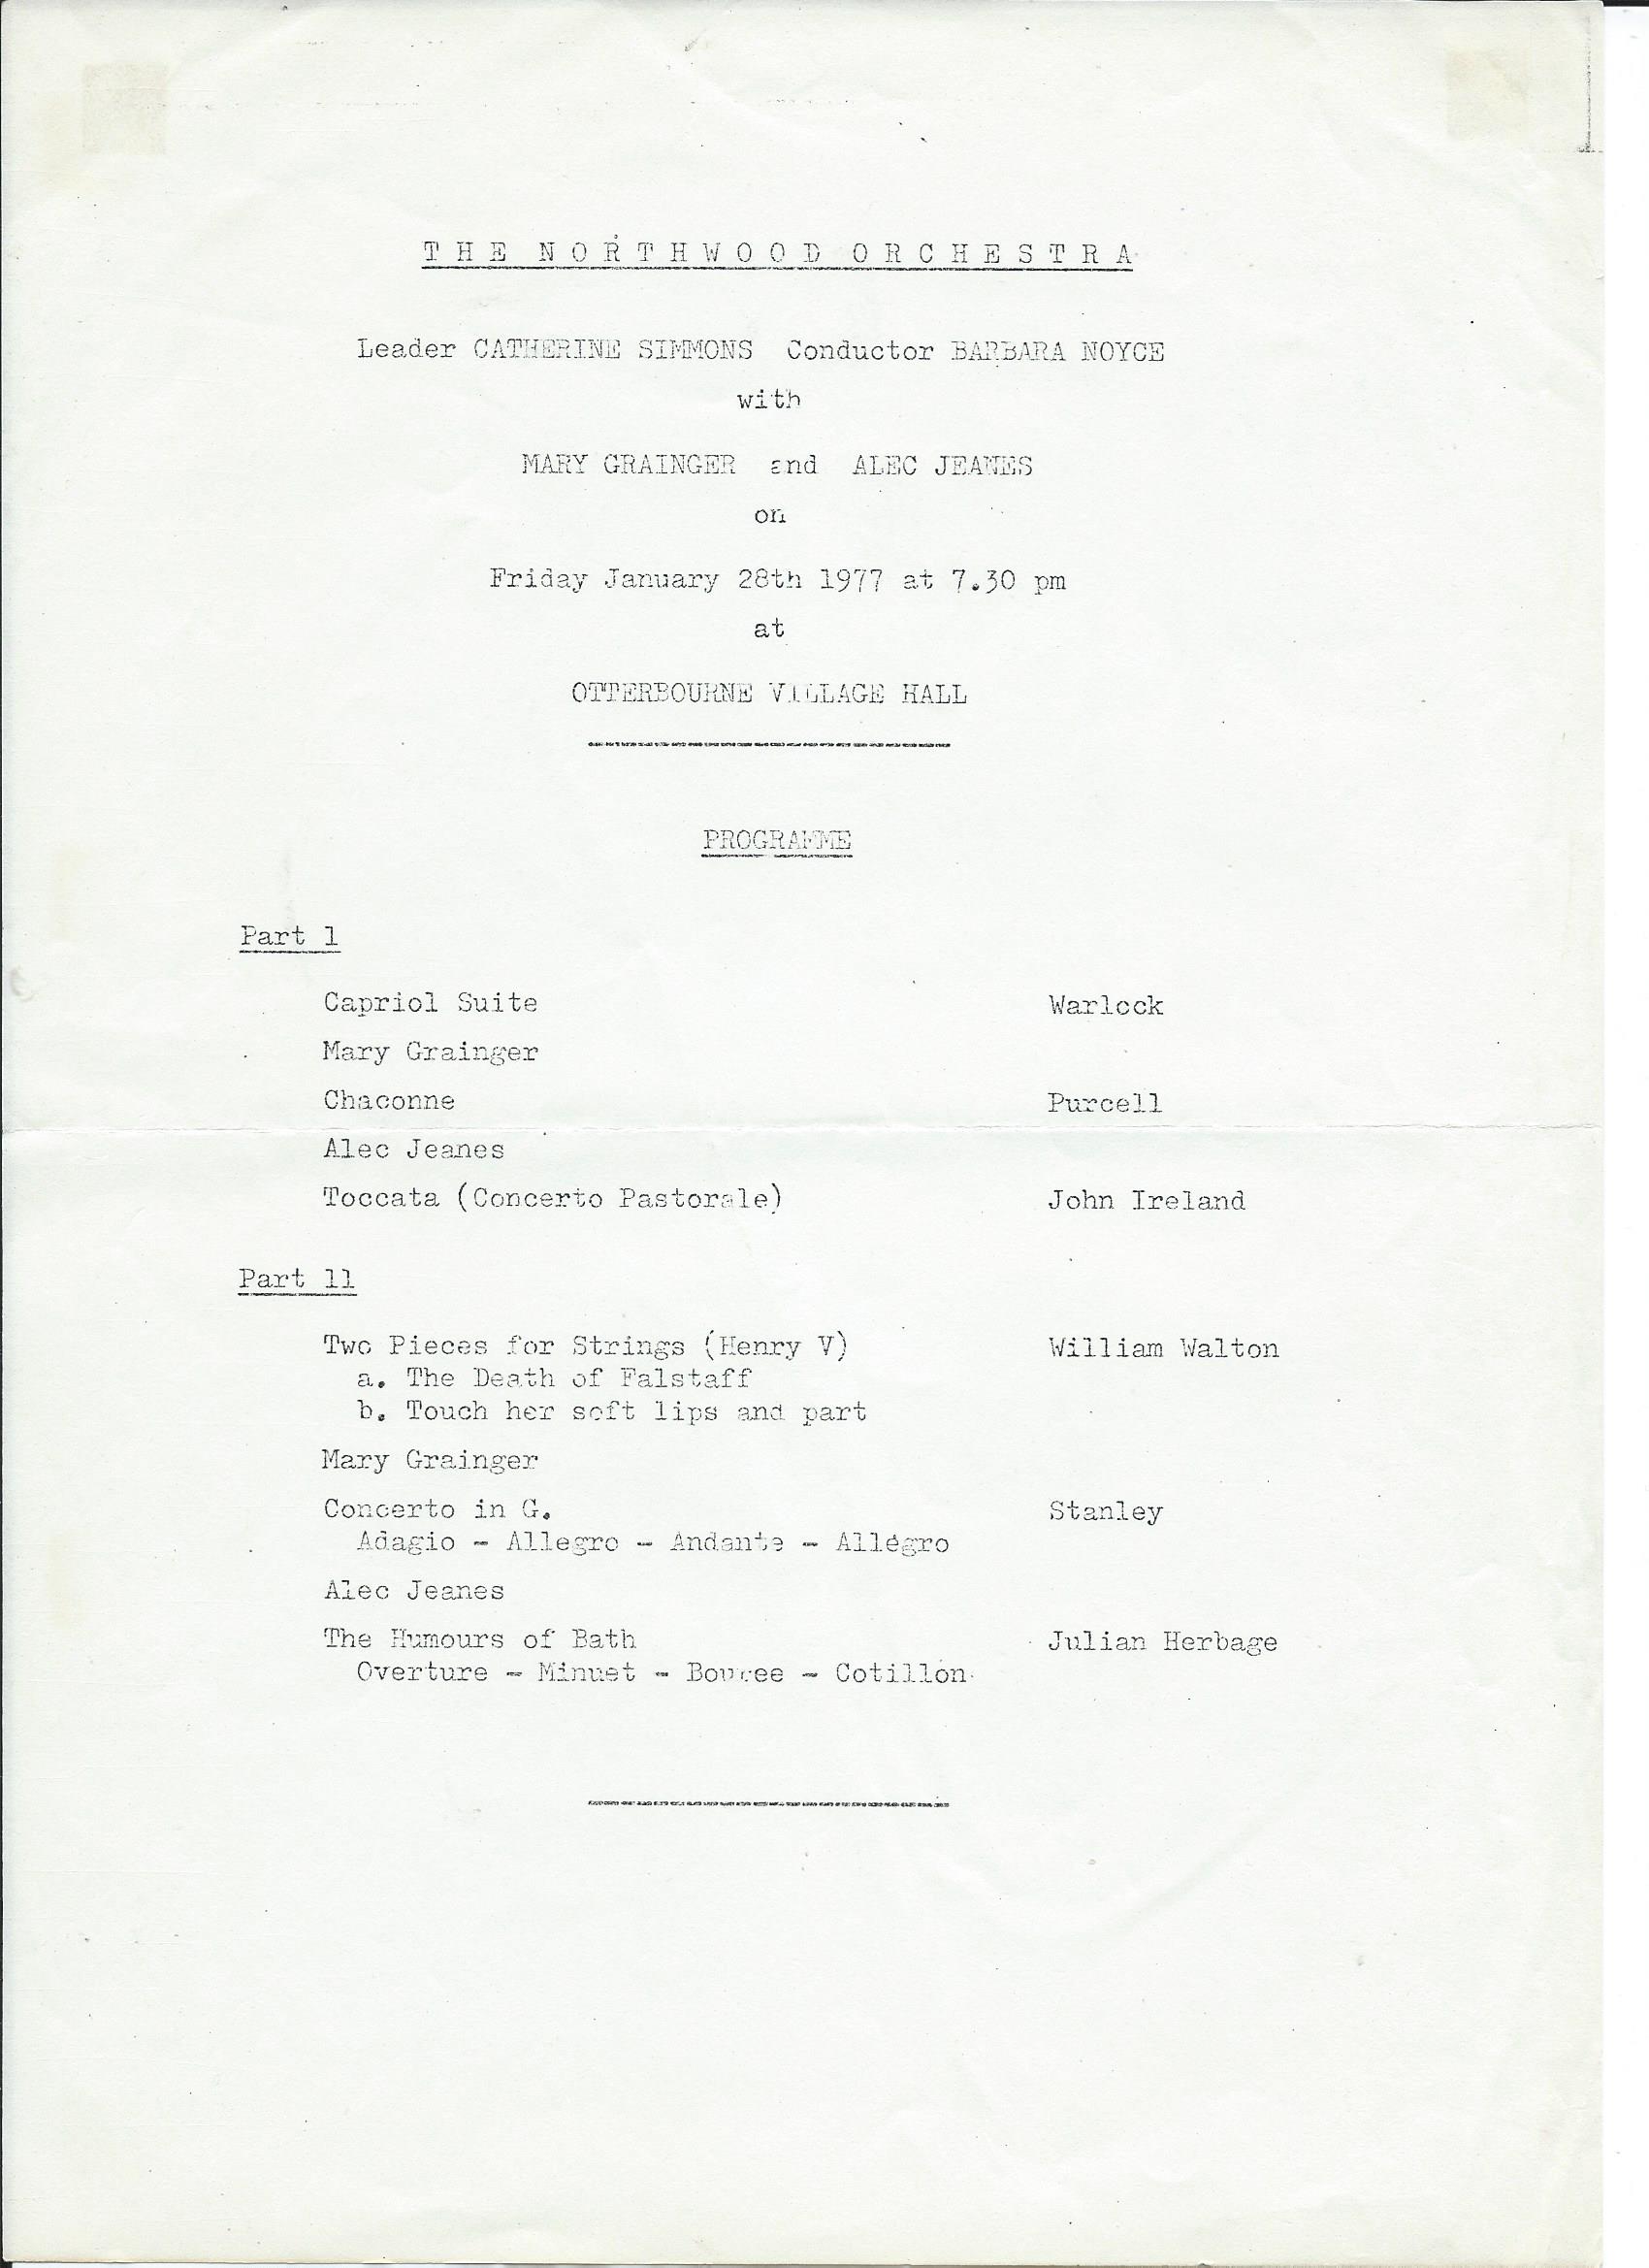 THE NORTHWOOD ORCHESTRA
Leader CATHERINE SIMMONS Conductor BARBARA NOYCE
with
MARY GRAINGER and ALEC JEANES
on
Friday January 28th 1977 at 7.30 pm
at
OTTERBOURNE VILLAGE HALL
PROGRAMME
Part 1
Capriol Suite Warlock
Mary Grainger
Chaconne Purcell
Alec Jeanes
Toccata (Concerto Pastorale) John Ireland
Part 11
Two Pieces for Strings (Henry V) William Walton
a. The Death of Falstaff
b. Touch her soft lips and part
Mary Grainger
Concerto in G. Stanley
Adagio - Allegro - Andante - Allegro
Alec Jeanes
The Humours of Bath Julian Herbage
Overture - Minuet - Bouree - Cotillon